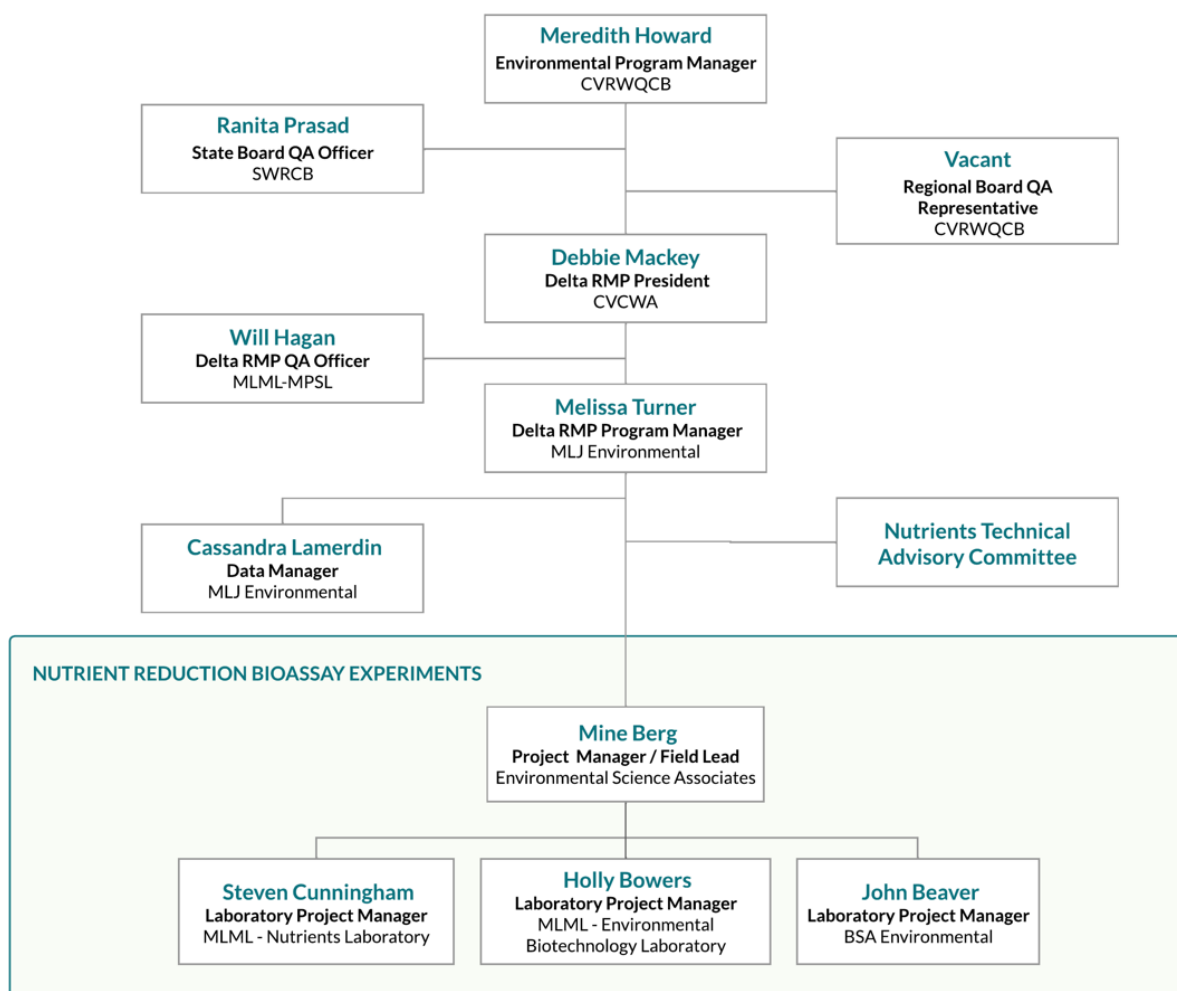 Meredith Howard
Environmental Program Manager
CVRWQCB
Ranita Prasad
State Board QA Officer
SWRCB
Vacant
Regional Board QA
Representative
CVRWQCB
Debbie Mackey
Delta RMP President
CVCWA
Will Hagan
Delta RMP QA Officer
MLML-MPSL
Melissa Turner
Delta RMP Program Manager
MLJ Environmental
Cassandra Lamerdin
Data Manager
MLJ Environmental
Nutrients Technical
Advisory Committee
NUTRIENT REDUCTION BIOASSAY EXPERIMENTS
Mine Berg
Project Manager / Field Lead
Environmental Science Associates
Steven Cunningham
Laboratory Project Manager
MLML - Nutrients Laboratory
Holly Bowers
Laboratory Project Manager
MLML - Environmental
Biotechnology Laboratory
John Beaver
Laboratory Project Manager
BSA Environmental